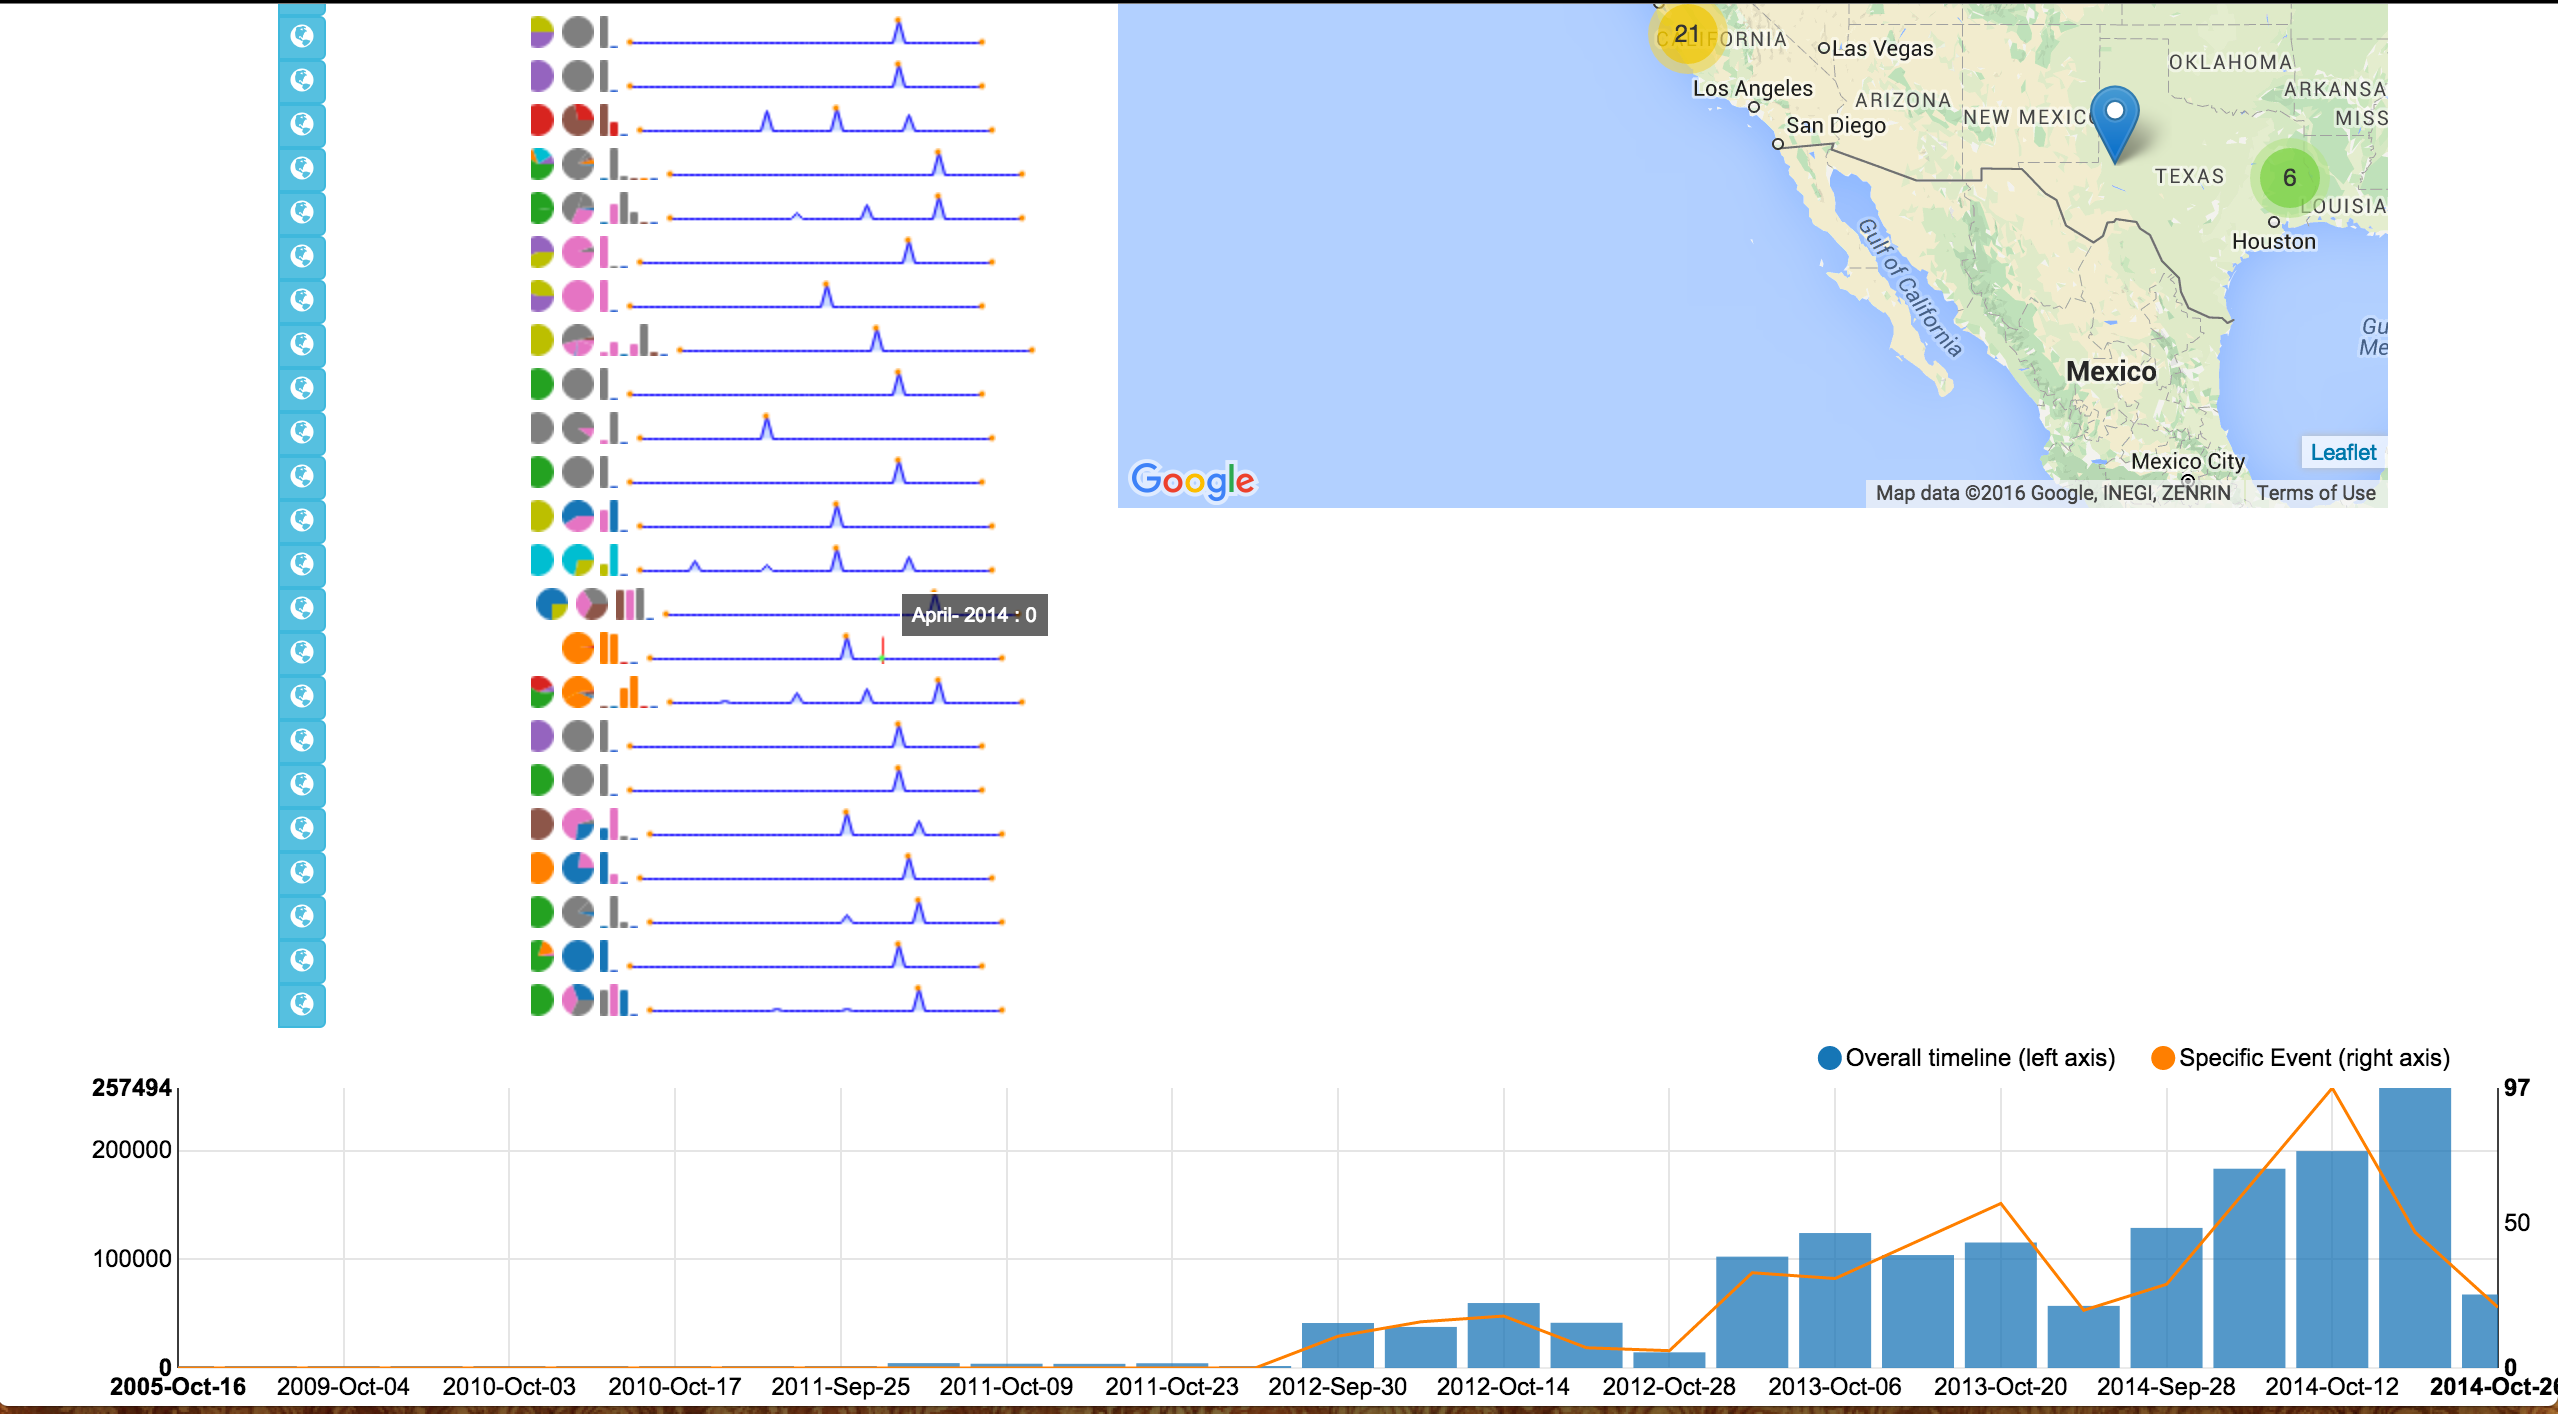 21
CALIFORNIA
Las Vegas
OKLAHOMA
Los Angeles
ARIZONA
ARKANSA
NEW MEXICO
MISS
San Diego
TEXAS
6
LOUISIA
Houston
Gulf of California
Gu
Me
Mexico
Leaflet
Mexico City
Google
Map data ©2016 Google, INEGI, ZENRIN
Terms of Use
April- 2014 : 0
Overall timeline (left axis)
Specific Event (right axis)
257494
97
200000
50
100000
0
0
2005-Oct-16
2009-Oct-04
2010-Oct-03
2010-Oct-17
2011-Sep-25
2011-Oct-09
2011-Oct-23
2012-Sep-30
2012-Oct-14
2012-Oct-28
2013-Oct-06
2013-Oct-20
2014-Sep-28
2014-Oct-12
2014-Oct-26